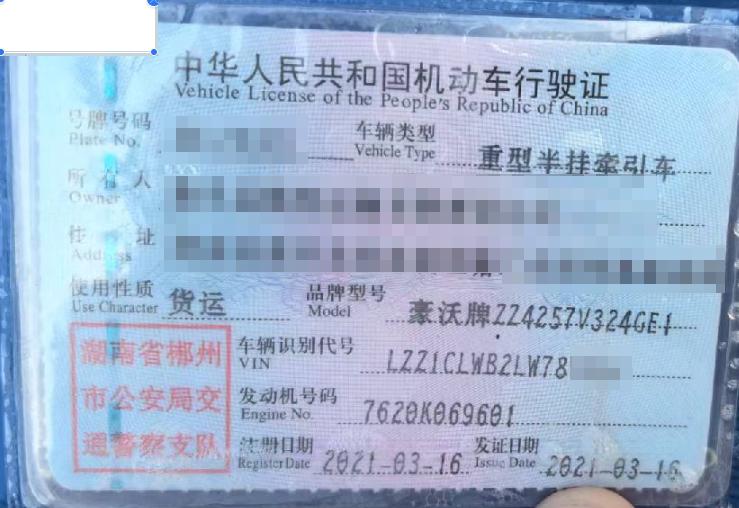 中华人民共和国机动车行驶证
Vehicle License of the People's Republic of China
号牌号码
Plate No.
车辆类型
Vehicle Type
重型半挂牵引车
所有人
Owner
住址
Address
使用性质
Use Character
货运
品牌型号
Model
豪沃牌ZZ4257V324GE1
湖南省郴州
市公安局交
通警察支队
车辆识别代号
VIN
LZZ1CLWB2LW78
发动机号码
Engine No.
7620K069601
注册日期
Register Date
2021-03-16
发证日期
Issue Date
2021-03-16